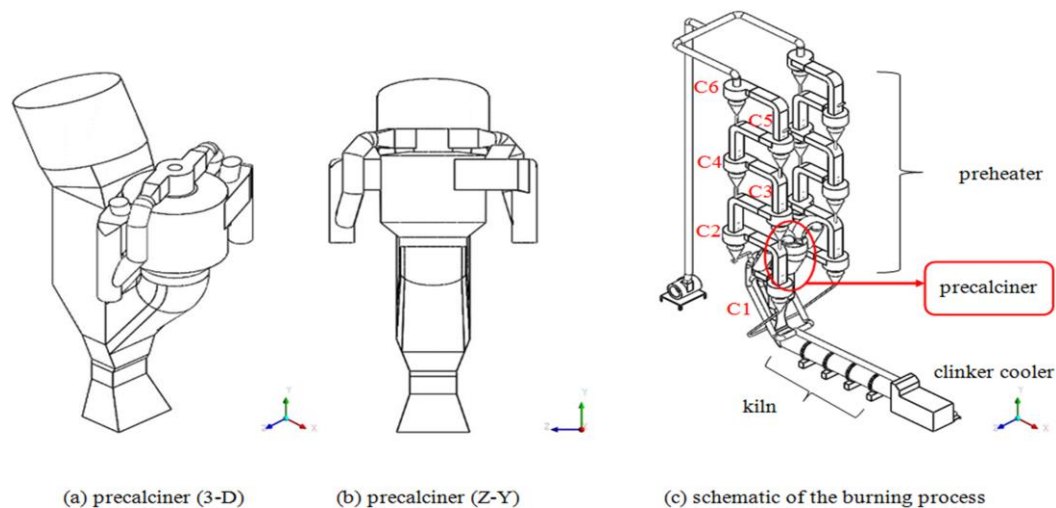 C6
C5
C4
preheater
C3
C2
precalciner
C1
clinker cooler
kiln
Y
Z
X
Y
Z
Y
Z
X
(a) precalciner (3-D)
(b) precalciner (Z-Y)
(c) schematic of the burning process